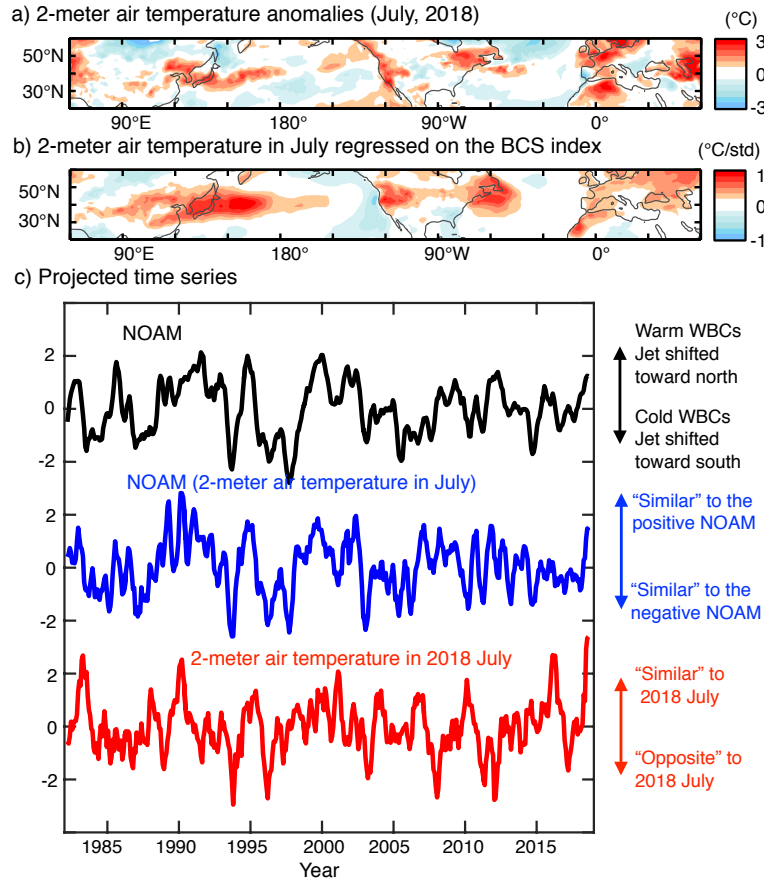 a) 2-meter air temperature anomalies (July, 2018)
(°C)
50°N
30°N
3
0
-3
90°E
180°
90°W
0°
b) 2-meter air temperature in July regressed on the BCS index
(°C/std)
50°N
30°N
1
0
-1
90°E
180°
90°W
0°
c) Projected time series
NOAM
2
0
-2
Warm WBCs
Jet shifted
toward north
Cold WBCs
Jet shifted
toward south
NOAM (2-meter air temperature in July)
2
0
-2
“Similar” to the
positive NOAM
“Similar” to the
negative NOAM
2-meter air temperature in 2018 July
2
0
-2
“Similar” to
2018 July
“Opposite” to
2018 July
1985
1990
1995
2000
2005
2010
2015
Year